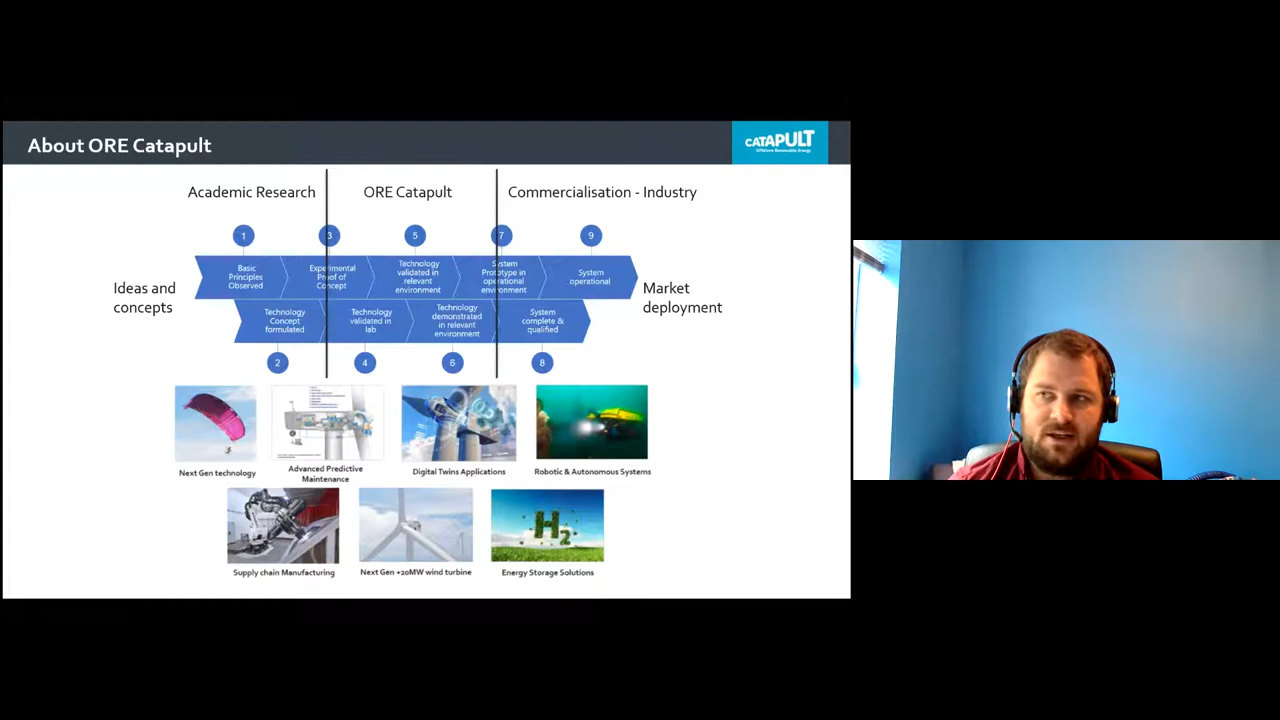 About ORE Catapult
CATAPULT
Offshore Renewable Energy
Academic Research
ORE Catapult
Commercialisation - Industry
1
3
5
7
9
Ideas and
concepts
Basic
Principles
Observed
Experimental
Proof of
Concept
Technology
validated in
relevant
environment
System
Prototype in
operational
environment
System
operational
Market
deployment
Technology
Concept
formulated
Technology
validated in
lab
Technology
demonstrated
in relevant
environment
System
complete &
qualified
2
4
6
8
Next Gen technology
Advanced Predictive
Maintenance
Digital Twins Applications
Robotic & Autonomous Systems
H2
Supply chain Manufacturing
Next Gen +20MW wind turbine
Energy Storage Solutions